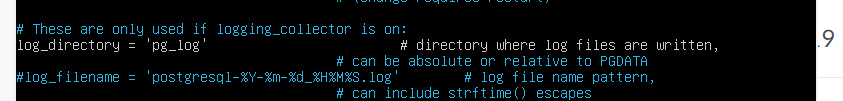 # These are only used if logging_collector is on:
log_directory = 'pg_log' # directory where log files are written,
# can be absolute or relative to PGDATA
#log_filename = 'postgresql-%Y-%m-%d_%H%M%S.log' # log file name pattern,
# can include strftime() escapes
.9